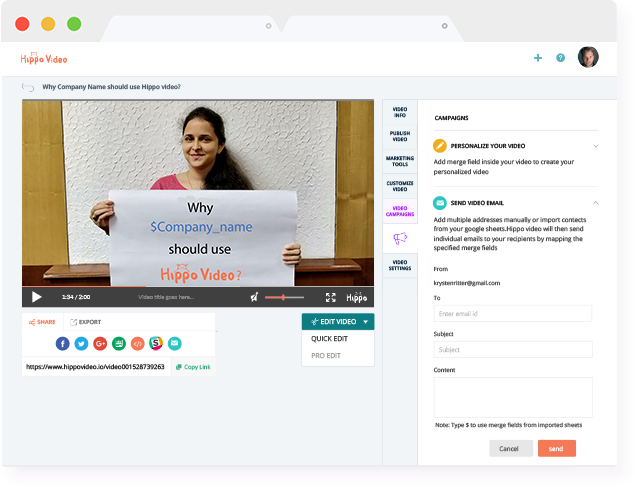 Hippo Video
Why Company Name should use Hippo video?
Why
$Company_name
should use
Hippo Video?
1:34 / 2:00
Video title goes here...
Hippo
SHARE
EXPORT
https://www.hippovideo.io/video001528739263
Copy Link
EDIT VIDEO
QUICK EDIT
PRO EDIT
VIDEO
INFO
PUBLISH
VIDEO
MARKETING
TOOLS
CUSTOMIZE
VIDEO
VIDEO
CAMPAIGNS
VIDEO
SETTINGS
CAMPAIGNS
PERSONALIZE YOUR VIDEO
Add merge field inside your video to create your
personalized video
SEND VIDEO EMAIL
Add multiple addresses manually or import contacts
from your google sheets.Hippo video will then send
individual emails to your recipients by mapping the
specified merge fields
From
krystenritter@gmail.com
To
Enter email id
Subject
Subject
Content
Note: Type $ to use merge fields from imported sheets
Cancel
send